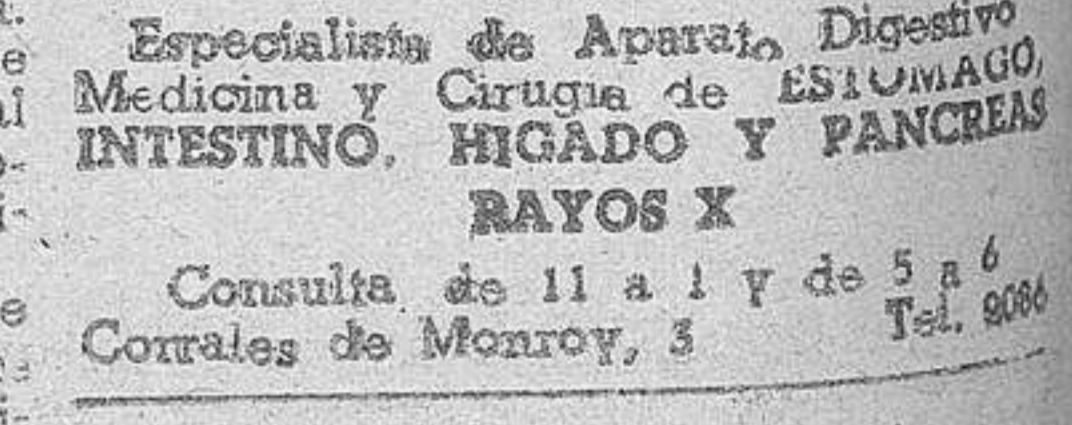 Especialista de Aparato Digestivo
Medicina y Cirugia de ESTOMAGO,
INTESTINO, HIGADO Y PANCREAS
RAYOS X
Consulta de 11 a 1 y de 5 a 6
Corrales de Monroy, 3 Tel. 2086